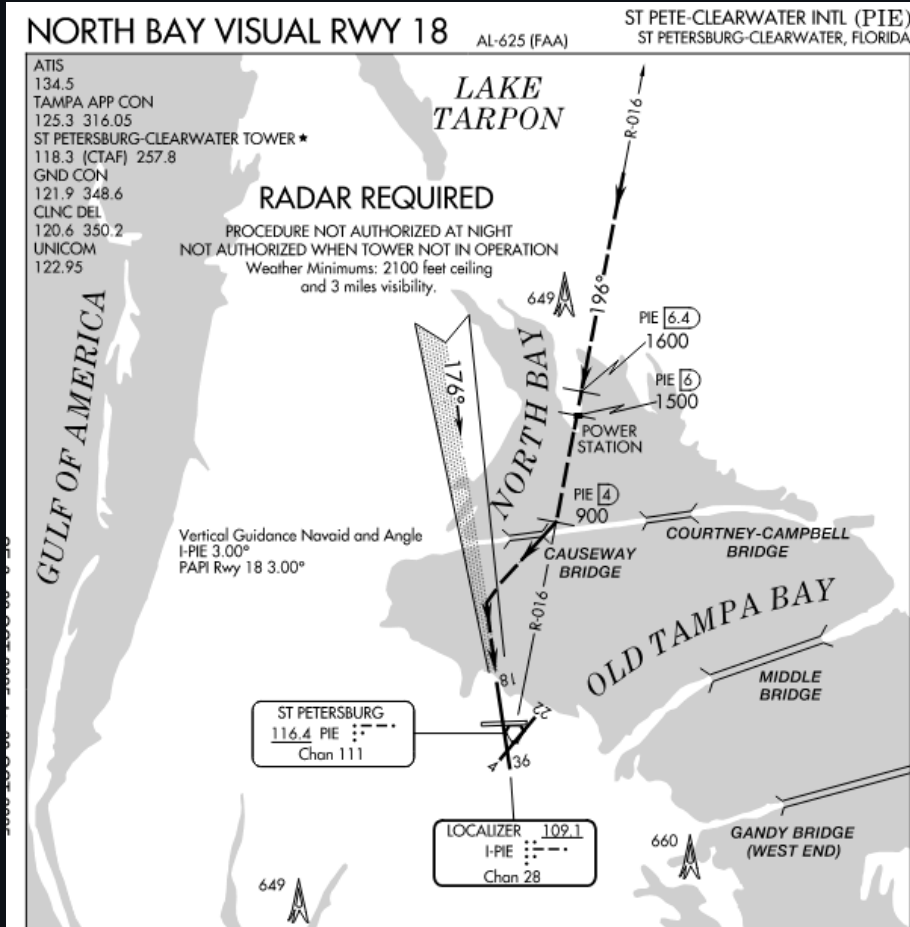 NORTH BAY VISUAL RWY 18
AL-625 (FAA)
ST PETE-CLEARWATER INTL (PIE)
ST PETERSBURG-CLEARWATER, FLORIDA
ATIS
134.5
TAMPA APP CON
125.3 316.05
ST PETERSBURG-CLEARWATER TOWER ★
118.3 (CTAF) 257.8
GND CON
121.9 348.6
CLNC DEL
120.6 350.2
UNICOM
122.95
LAKE
TARPON
R-016
RADAR REQUIRED
PROCEDURE NOT AUTHORIZED AT NIGHT
NOT AUTHORIZED WHEN TOWER NOT IN OPERATION
Weather Minimums: 2100 feet ceiling
and 3 miles visibility.
649
196°
PIE 6.4
1600
PIE 6
1500
POWER
STATION
176°
NORTH BAY
GULF OF AMERICA
PIE 4
900
Vertical Guidance Navaid and Angle
I-PIE 3.00°
PAPI Rwy 18 3.00°
CAUSEWAY
BRIDGE
COURTNEY-CAMPBELL
BRIDGE
R-016
OLD TAMPA BAY
MIDDLE
BRIDGE
18
22
4
36
ST PETERSBURG
116.4 PIE
Chan 111
LOCALIZER 109.1
I-PIE
Chan 28
GANDY BRIDGE
(WEST END)
660
649